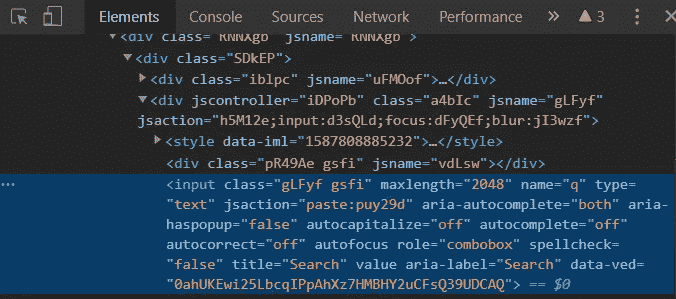 Elements Console Sources Network Performance » 3
<div class="RNNXgb" jsname="RNNXgb">
<div class="SDkEP">
<div class="iblpc" jsname="uFMOof">…</div>
<div jscontroller="iDPoPb" class="a4bIc" jsname="gLFyf"
jsaction="h5M12e;input:d3sQLd;focus:dFyQEf;blur:jI3wzf">
<style data-iml="1587808885232">…</style>
<div class="pR49Ae gsfi" jsname="vdLsw"></div>
… <input class="gLFyf gsfi" maxlength="2048" name="q" type=
"text" jsaction="paste:puy29d" aria-autocomplete="both" aria-
haspopup="false" autocapitalize="off" autocomplete="off"
autocorrect="off" autofocus role="combobox" spellcheck=
"false" title="Search" value aria-label="Search" data-ved=
"0ahUKEwi25LbcqIPpAhXz7HMBHY2uCFsQ39UDCAQ"> == $0